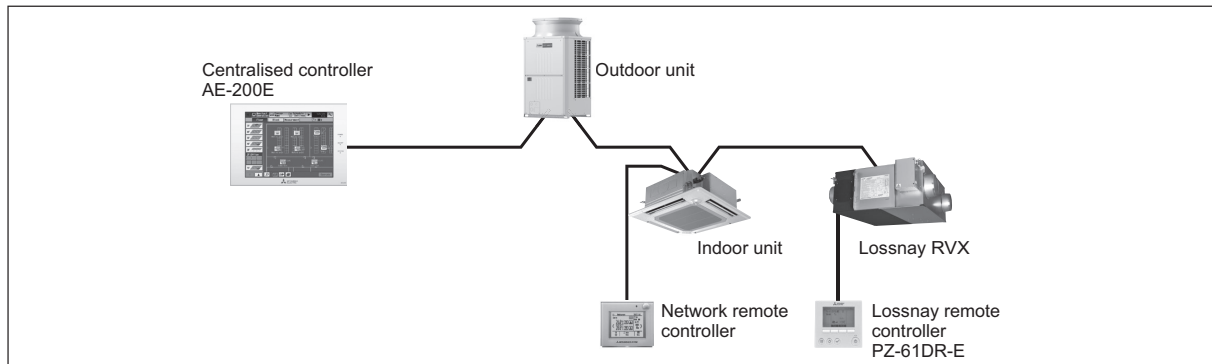 Centralised controller
AE-200E
Outdoor unit
Indoor unit
Lossnay RVX
Network remote
controller
Lossnay remote
controller
PZ-61DR-E